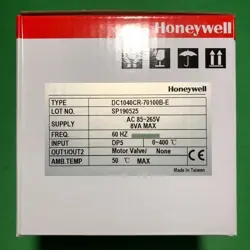 Honeywell
Honeywell
TYPE DC1040CR-70100B-E
LOT NO. SP190525
SUPPLY AC 85~265V
8VA MAX
FREQ. 60 HZ
INPUT DP5 0~400 ℃
OUT1/OUT2 Motor Valve/ None
AMB.TEMP 50 ℃ MAX.
Made in Taiwan